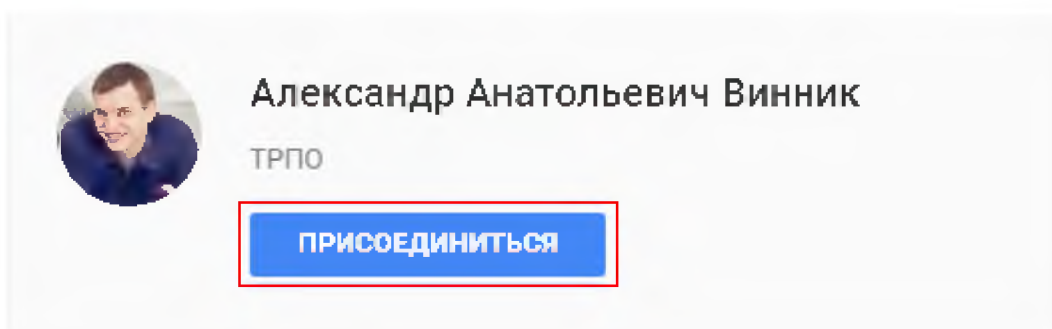 Александр Анатольевич Винник
ТРПО
ПРИСОЕДИНИТЬСЯ